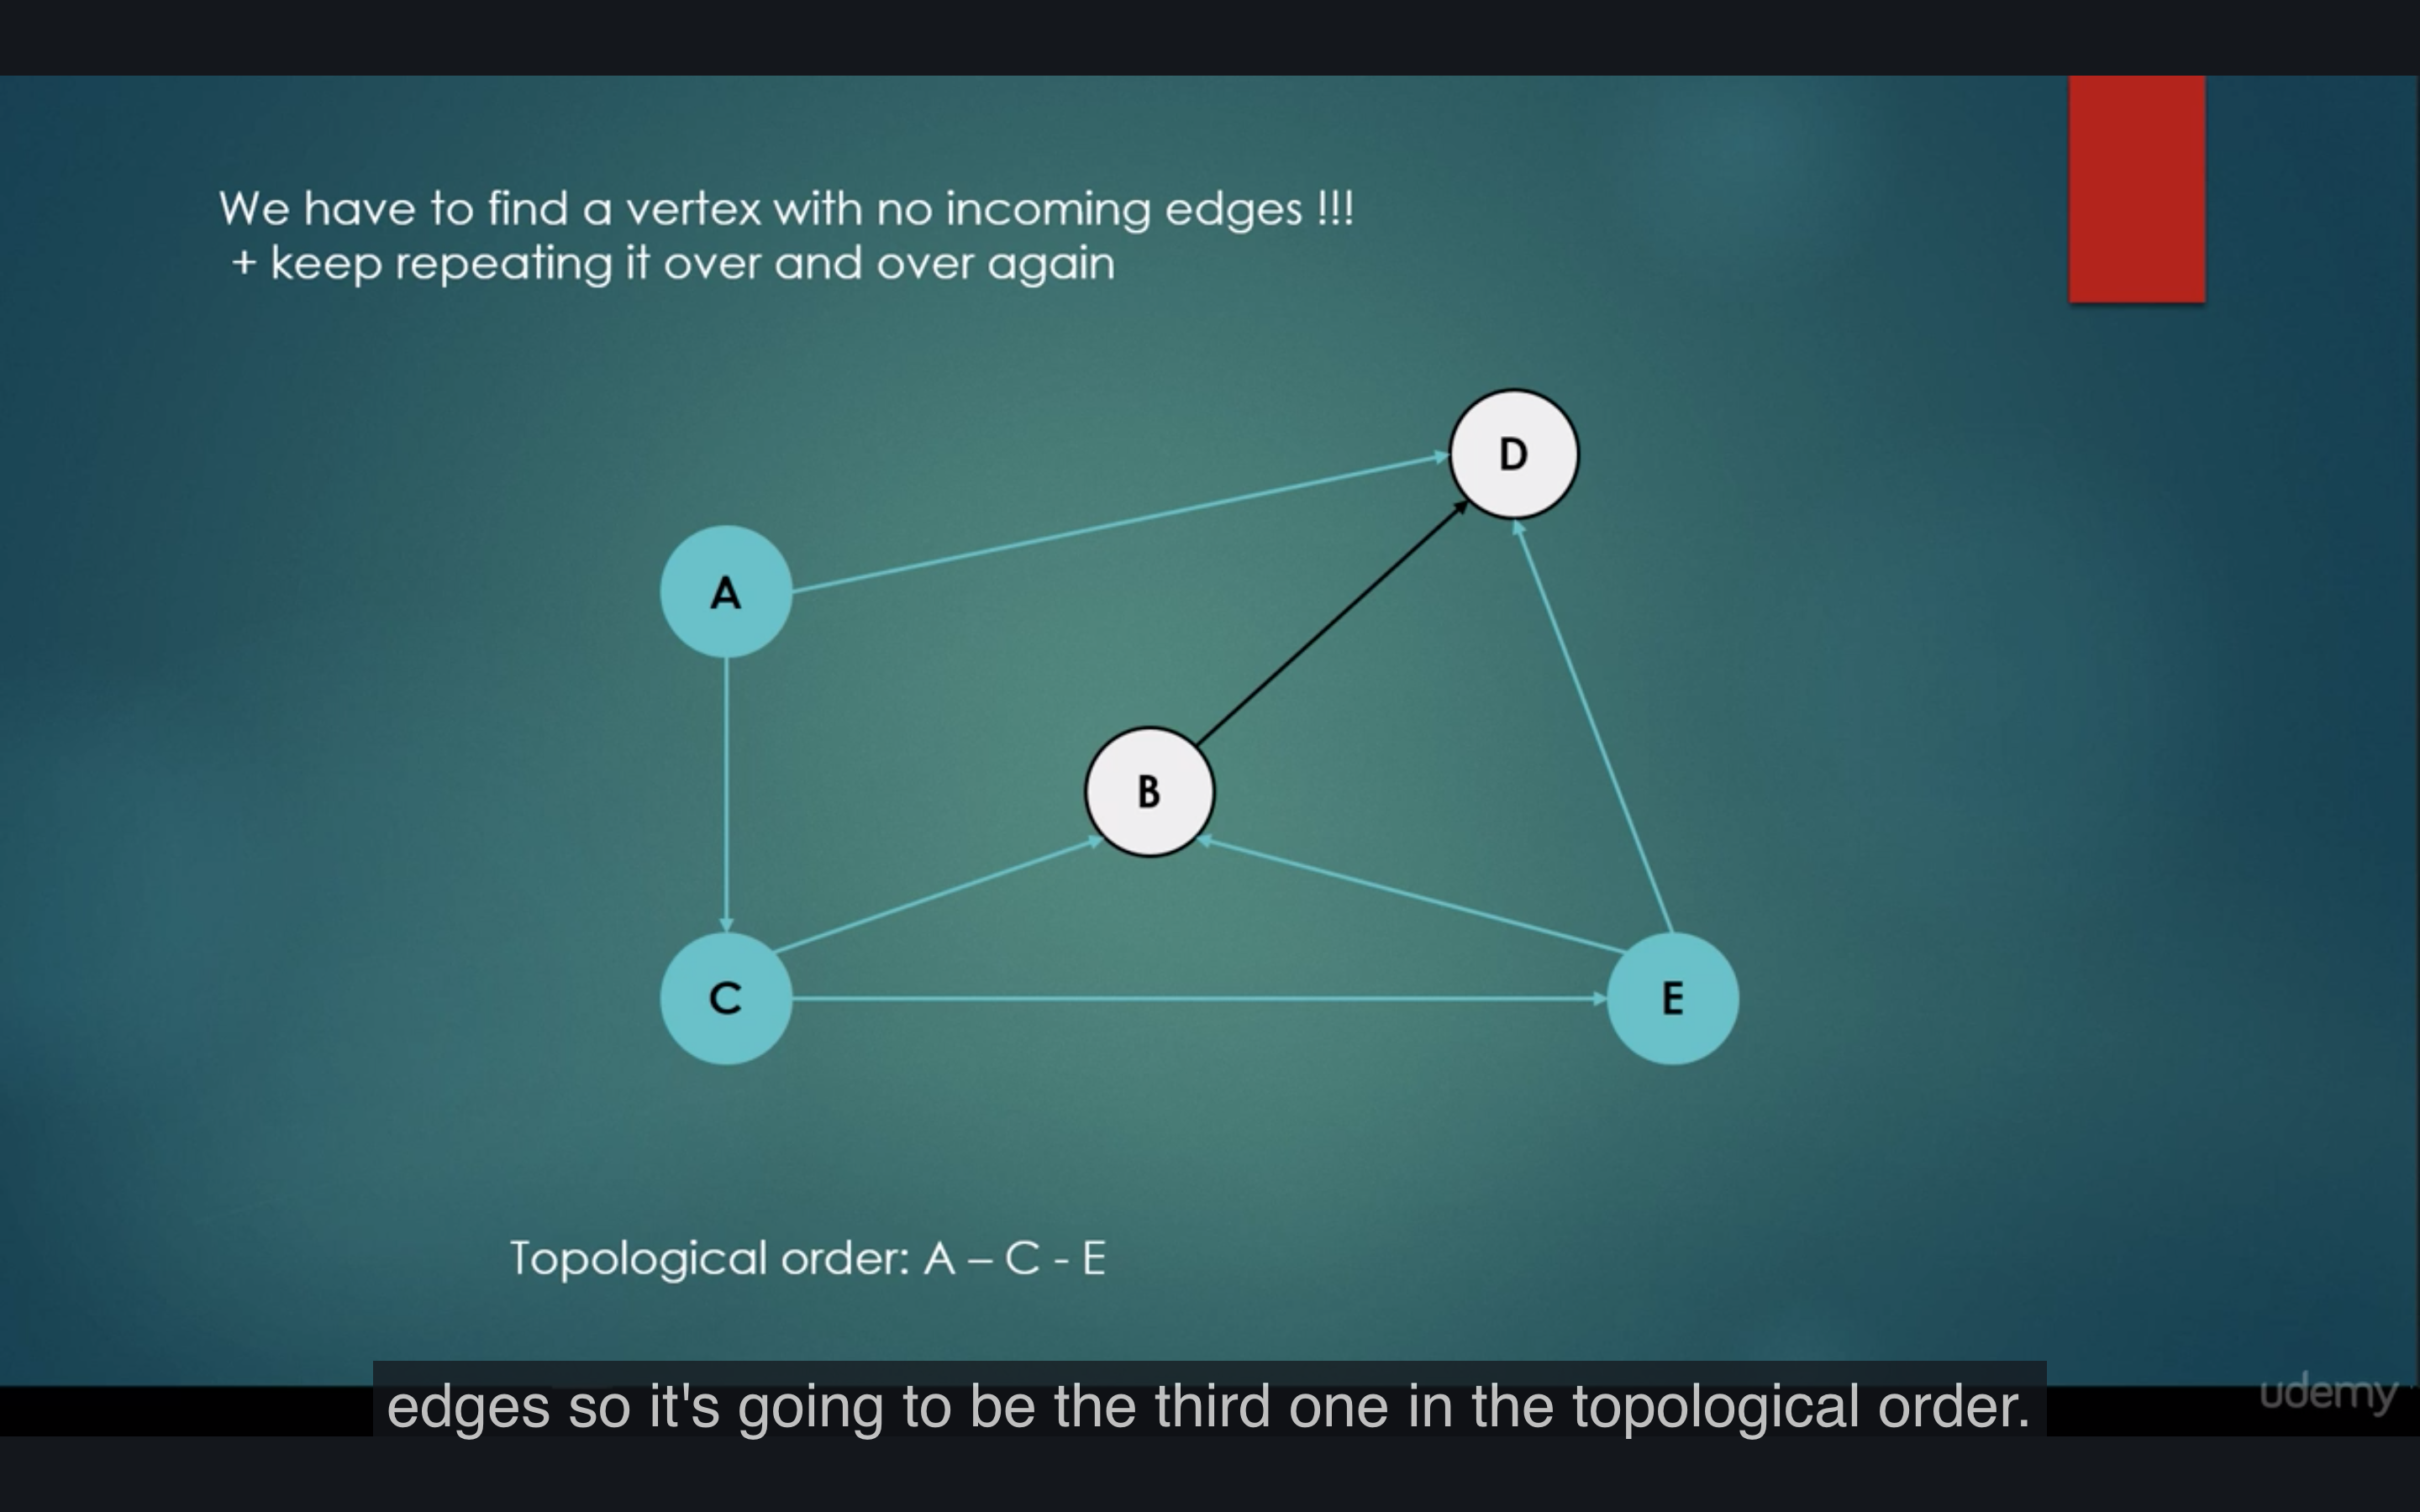 We have to find a vertex with no incoming edges !!!
+ keep repeating it over and over again
D
A
B
C
E
Topological order: A – C - E
edges so it's going to be the third one in the topological order.
udemy